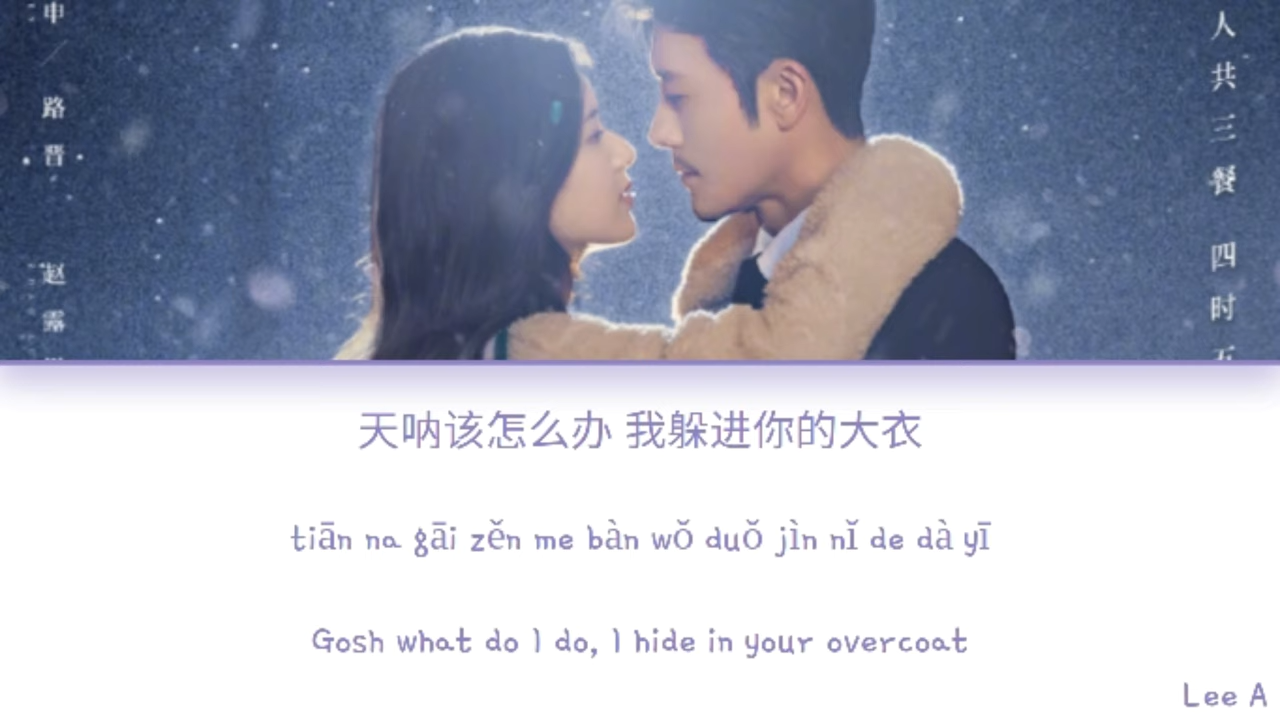 申
路
晋
赵
露
人共三餐 四时五
天呐该怎么办 我躲进你的大衣
tiān na gāi zěn me bàn wǒ duǒ jìn nǐ de dà yī
Gosh what do I do, I hide in your overcoat
Lee A